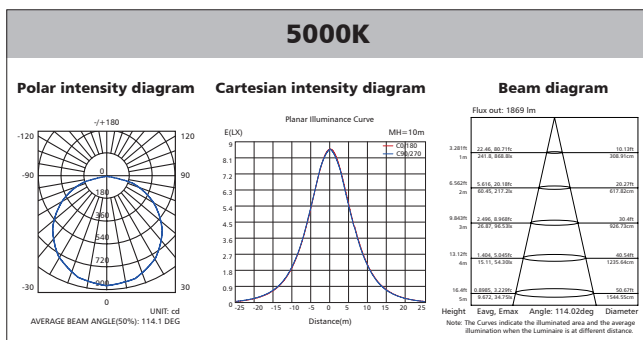 5000K
Polar intensity diagram
-/+180
-120
120
-90
90
0
180
360
540
720
900
-30
30
0
UNIT: cd
AVERAGE BEAM ANGLE(50%): 114.1 DEG
Cartesian intensity diagram
Planar Illuminance Curve
E(LX)
MH=10m
C0/180
C90/270
9
8.1
7.2
6.3
5.4
4.5
3.6
2.7
1.8
0.9
0
-25 -20 -15 -10 -5 0 5 10 15 20 25
Distance(m)
Beam diagram
Flux out: 1869 lm
3.281ft 22.46, 80.71fc 10.13ft
1m 241.8, 868.8lx 308.91cm
6.562ft 5.616, 20.18fc 20.27ft
2m 60.45, 217.2lx 617.82cm
9.843ft 2.496, 8.968fc 30.4ft
3m 26.87, 96.53lx 926.73cm
13.12ft 1.404, 5.045fc 40.54ft
4m 15.11, 54.30lx 1235.64cm
16.4ft 0.8985, 3.229fc 50.67ft
5m 9.672, 34.75lx 1544.55cm
Height Eavg, Emax Angle: 114.02deg Diameter
Note: The Curves indicate the illuminated area and the average
illumination when the Luminaire is at different distance.